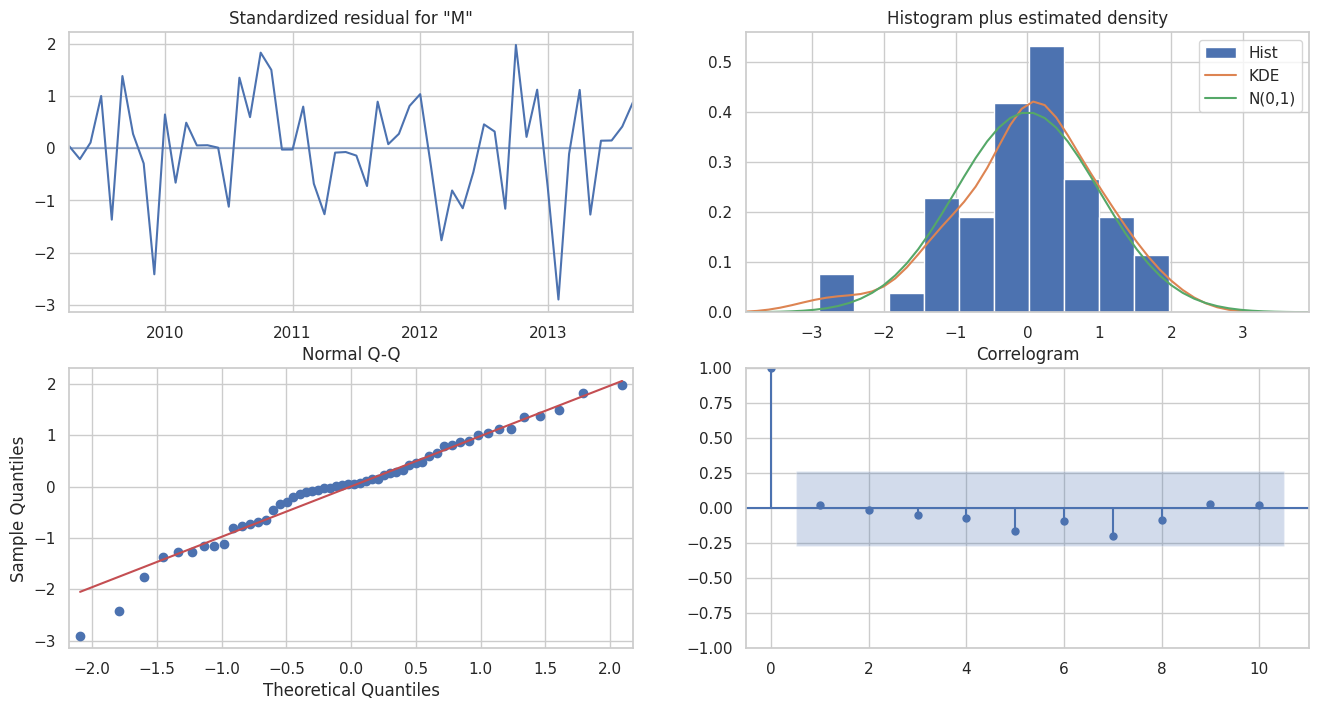 Standardized residual for "M"
2
1
0
−1
−2
−3
2010 2011 2012 2013
Histogram plus estimated density
Hist
KDE
N(0,1)
0.5
0.4
0.3
0.2
0.1
0.0
−3 −2 −1 0 1 2 3
Normal Q-Q
Sample Quantiles
2
1
0
−1
−2
−3
−2.0 −1.5 −1.0 −0.5 0.0 0.5 1.0 1.5 2.0
Theoretical Quantiles
Correlogram
1.00
0.75
0.50
0.25
0.00
−0.25
−0.50
−0.75
−1.00
0 2 4 6 8 10